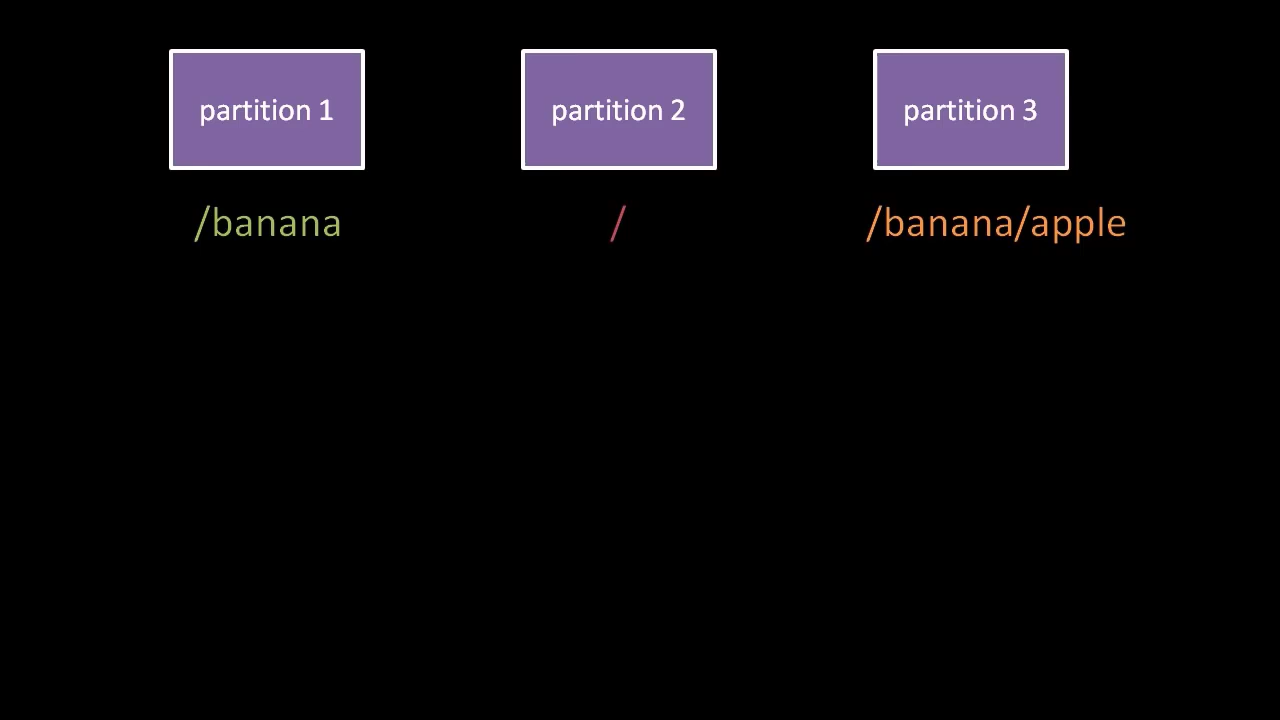 partition 1
partition 2
partition 3
/banana
/
/banana/apple